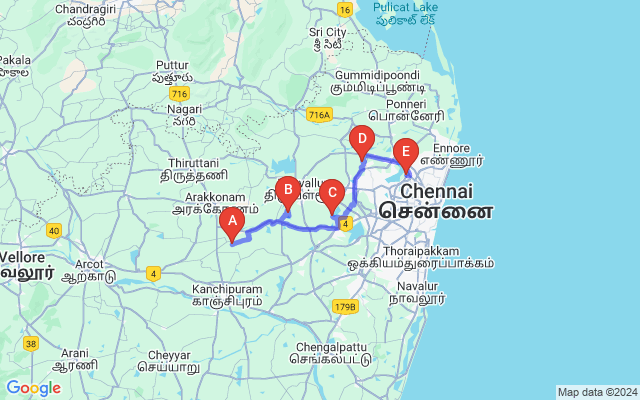 Chandragiri
చంద్రగిరి
Pulicat Lake
పులికాట్ లేక్
16
Sri City
శ్రీ సిటీ
Puttur
పుత్తూరు
Gummidipoondi
கும்மிடிப்பூண்டி
716
Nagari
నగరి
716A
Ponneri
பொன்னேரி
Ennore
எண்ணூர்
Thiruttani
திருத்தணி
D
E
Arakkonam
அரக்கோணம்
A
B
C
Chennai
சென்னை
4
40
Vellore
Arcot
ஆற்காடு
4
Thoraipakkam
ஒக்கியம்துரைப்பாக்கம்
Kanchipuram
காஞ்சிபுரம்
Navalur
நாவலூர்
179B
Chengalpattu
செங்கல்பட்டு
38
Arani
ஆரணி
Cheyyar
செய்யாறு
Google
Map data ©2024